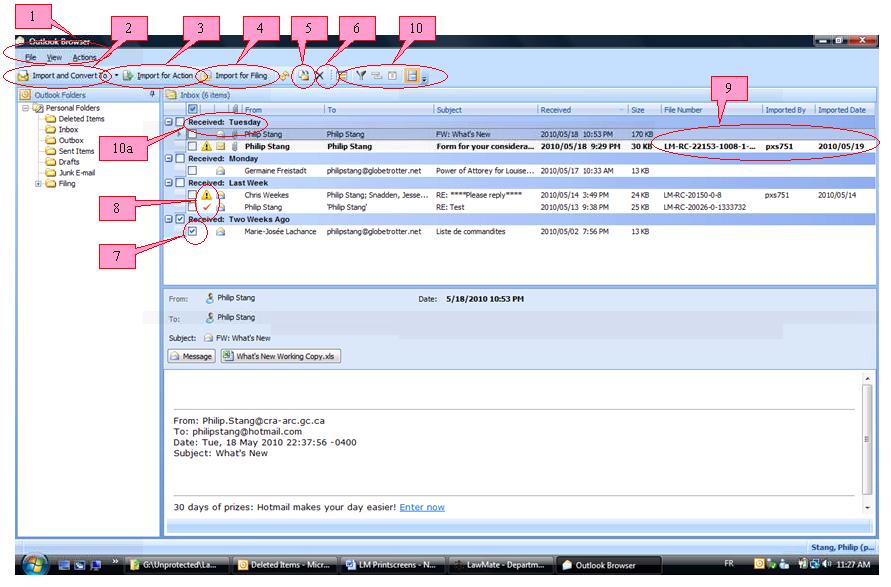 1
2
3
4
5
6
10
Outlook Browser
File View Actions
Import and Convert To Import for Action Import for Filing
9
Outlook Folders
Inbox (6 items)
Personal Folders
Deleted Items
Inbox
Outbox
Sent Items
Drafts
Junk E-mail
Filing
From To Subject Received Size File Number Imported By Imported Date
Received: Tuesday
10a
Philip Stang Philip Stang FW: What's New 2010/05/18 10:53 PM 170 KB
Philip Stang Philip Stang Form for your considera... 2010/05/18 9:29 PM 30 KB LM-RC-22153-1008-1-... pxs751 2010/05/19
Received: Monday
Germaine Freistadt philipstang@globetrotter.net Power of Attorey for Louise... 2010/05/17 10:33 AM 13 KB
Received: Last Week
Chris Weekes Philip Stang; Snadden, Jesse... RE: ****Please reply**** 2010/05/14 3:49 PM 24 KB LM-RC-20150-0-8 pxs751 2010/05/14
8
Philip Stang 'Philip Stang' RE: Test 2010/05/13 9:38 PM 25 KB LM-RC-20026-0-1333732
Received: Two Weeks Ago
Marie-Josée Lachance philipstang@globetrotter.net Liste de commandites 2010/05/02 7:56 PM 13 KB
7
From: Philip Stang Date: 5/18/2010 10:53 PM
To: Philip Stang
Subject: FW: What's New
Message What's New Working Copy.xls
From: Philip.Stang@cra-arc.gc.ca
To: philipstang@hotmail.com
Date: Tue, 18 May 2010 22:37:56 -0400
Subject: What's New
30 days of prizes: Hotmail makes your day easier! Enter now
Stang, Philip (p...
G:\Unprotected\La... Deleted Items - Micr... LM Printscreens - N... LawMate - Departm... Outlook Browser FR 11:27 AM